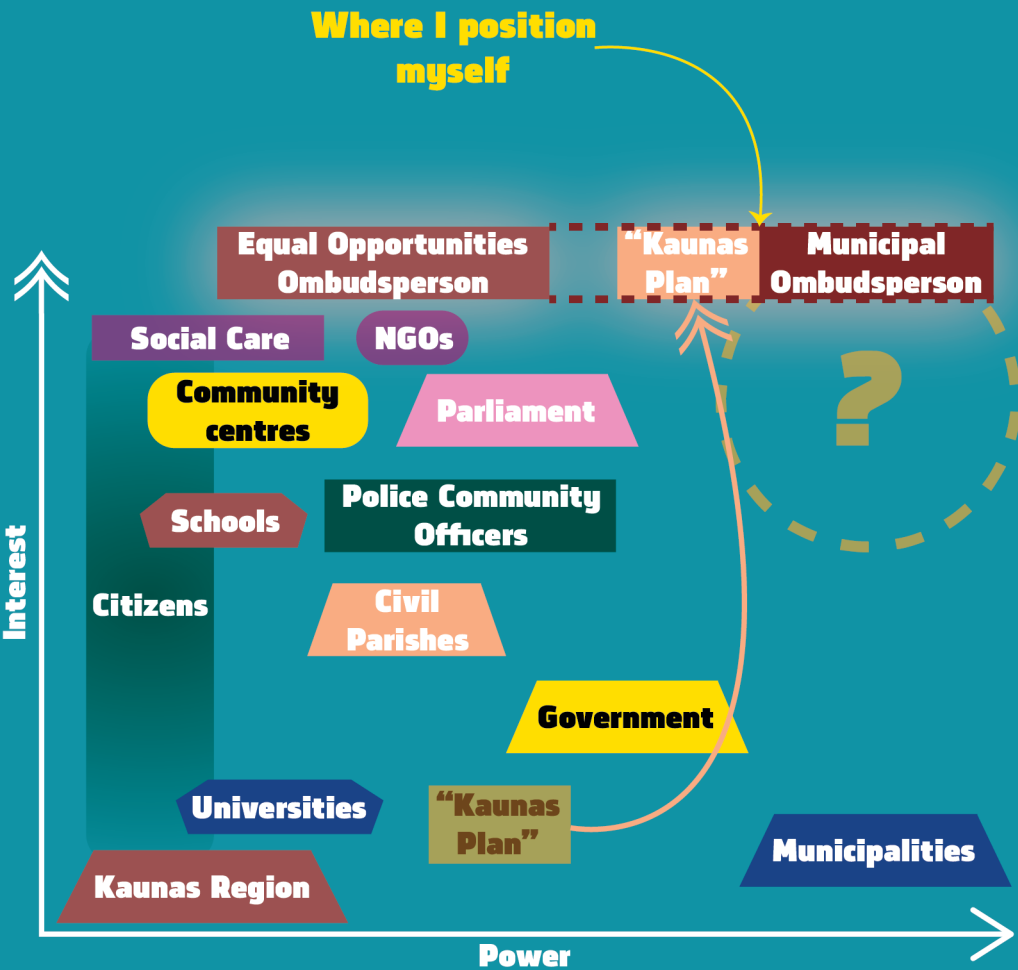 Where I position
myself
Equal Opportunities
Ombudsperson
“Kaunas
Plan”
Municipal
Ombudsperson
Social Care
NGOs
Community
centres
Parliament
?
Schools
Police Community
Officers
Citizens
Civil
Parishes
Interest
Government
Universities
“Kaunas
Plan”
Municipalities
Kaunas Region
Power